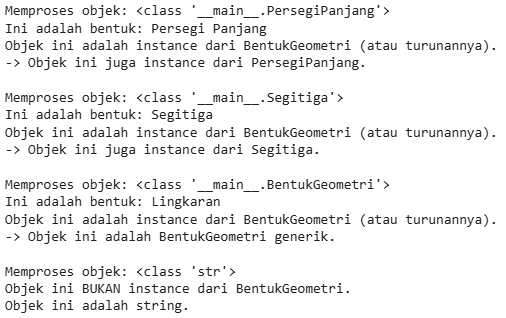 Memproses objek: <class '__main__.PersegiPanjang'>
Ini adalah bentuk: Persegi Panjang
Objek ini adalah instance dari BentukGeometri (atau turunannya).
-> Objek ini juga instance dari PersegiPanjang.

Memproses objek: <class '__main__.Segitiga'>
Ini adalah bentuk: Segitiga
Objek ini adalah instance dari BentukGeometri (atau turunannya).
-> Objek ini juga instance dari Segitiga.

Memproses objek: <class '__main__.BentukGeometri'>
Ini adalah bentuk: Lingkaran
Objek ini adalah instance dari BentukGeometri (atau turunannya).
-> Objek ini adalah BentukGeometri generik.

Memproses objek: <class 'str'>
Objek ini BUKAN instance dari BentukGeometri.
Objek ini adalah string.